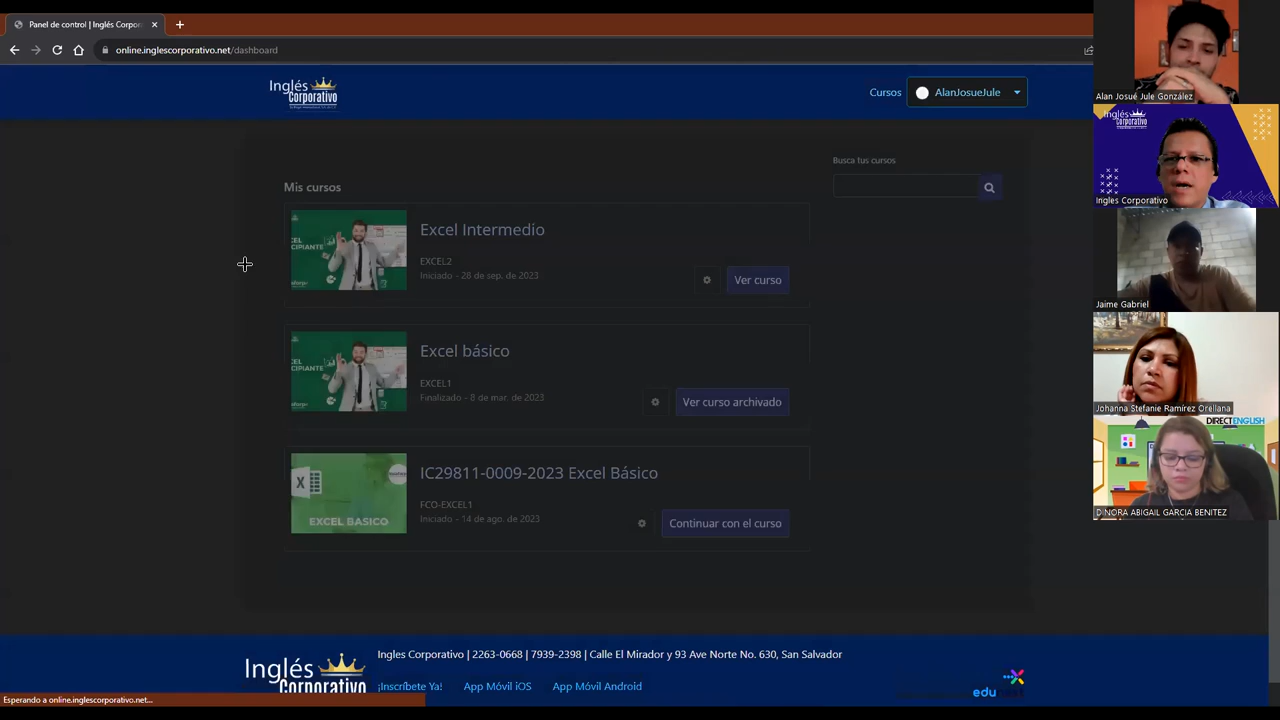 Panel de control | Inglés Corpor
online.inglescorporativo.net/dashboard
Inglés
Corporativo
Cursos
AlanJosueJule
Mis cursos
Busca tus cursos
Excel Intermedio
EXCEL2
Iniciado - 28 de sep. de 2023
Ver curso
Excel básico
EXCEL1
Finalizado - 8 de mar. de 2023
Ver curso archivado
IC29811-0009-2023 Excel Básico
FCO-EXCEL1
Iniciado - 14 de ago. de 2023
Continuar con el curso
EXCEL BASICO
Inglés
Corporativo
Ingles Corporativo | 2263-0668 | 7939-2398 | Calle El Mirador y 93 Ave Norte No. 630, San Salvador
¡Inscríbete Ya!
App Móvil iOS
App Móvil Android
Esperando a online.inglescorporativo.net...
Alan Josué Jule González
Inglés
Corporativo
Ingles Corporativo
Jaime Gabriel
Johanna Stefanie Ramírez Orellana
DIRECTENGLISH
DINORA ABIGAIL GARCIA BENITEZ